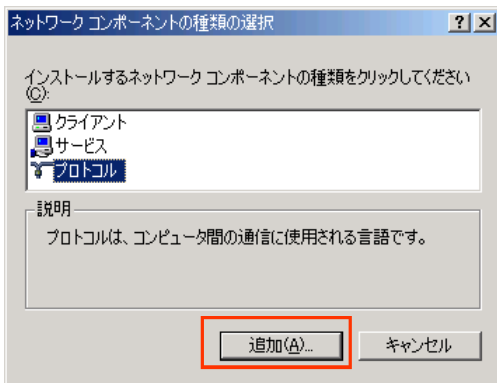 ネットワーク コンポーネントの種類の選択
インストールするネットワーク コンポーネントの種類をクリックしてください
(C):
クライアント
サービス
プロトコル
説明
プロトコルは、コンピュータ間の通信に使用される言語です。
追加(A)... キャンセル